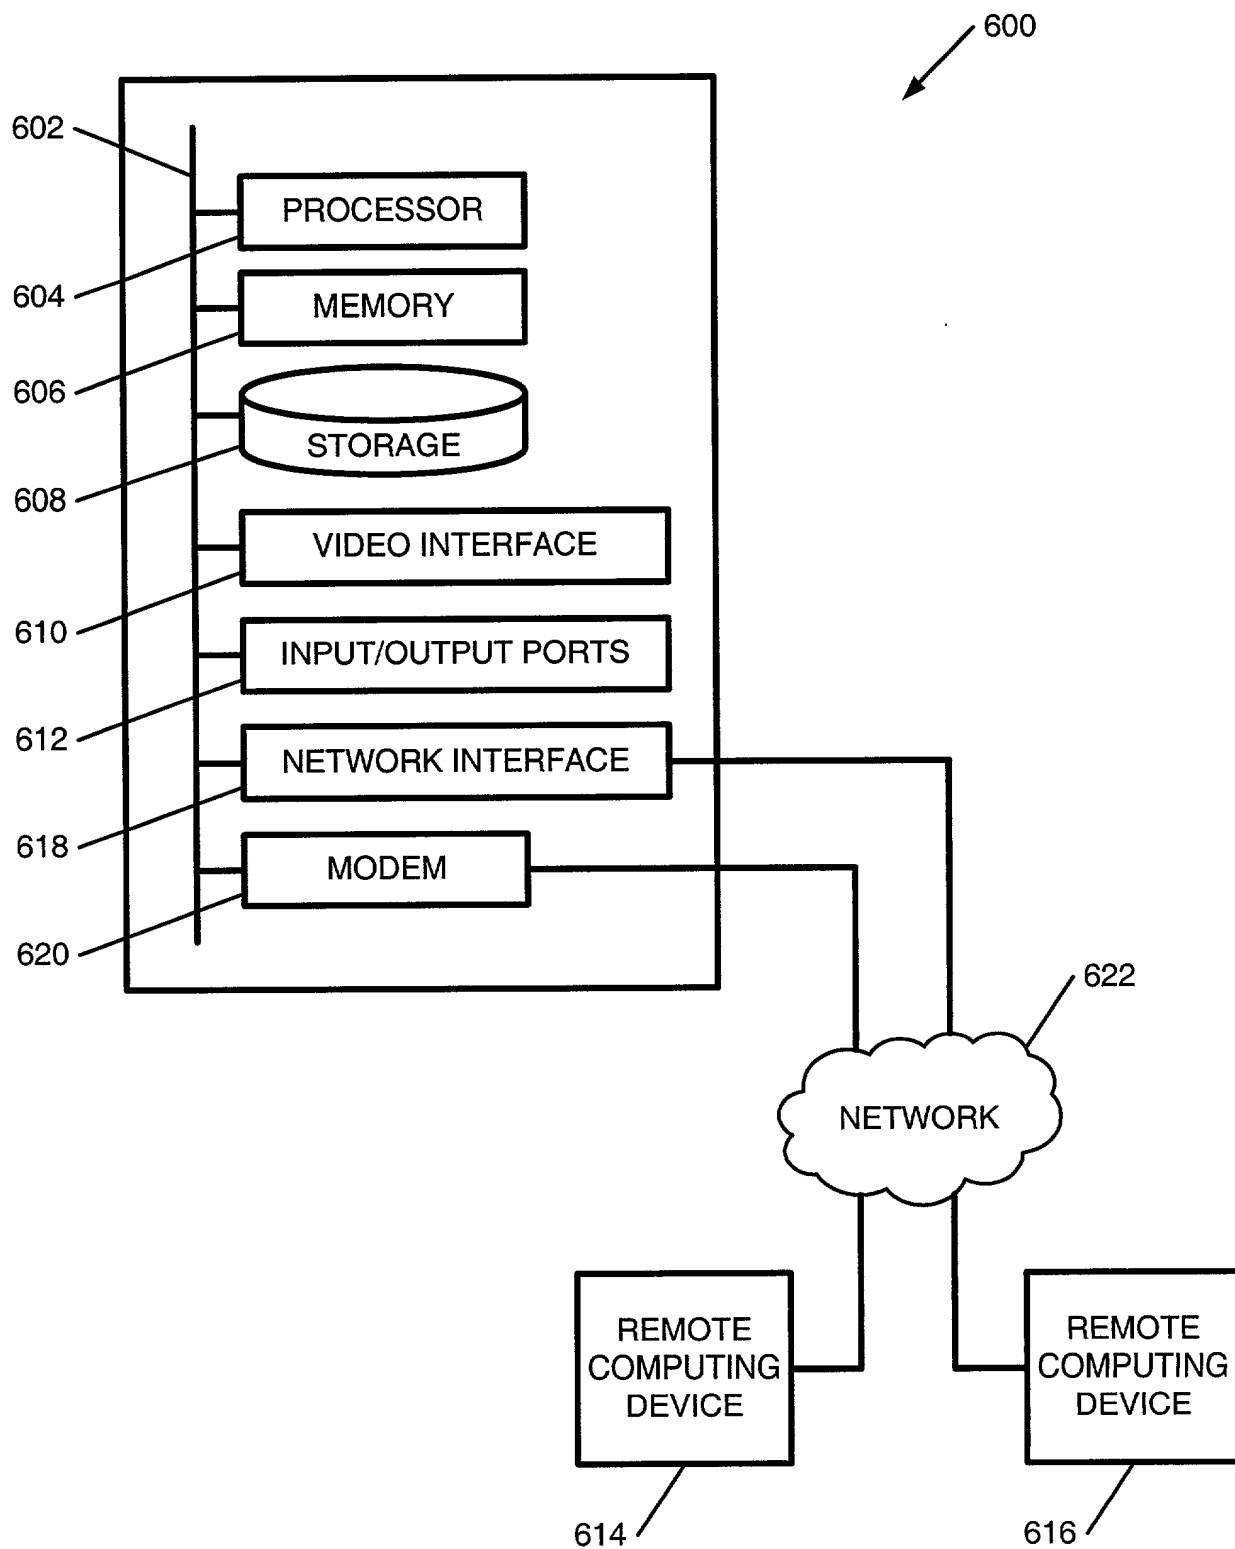 600
602
PROCESSOR
604
MEMORY
606
STORAGE
608
VIDEO INTERFACE
610
INPUT/OUTPUT PORTS
612
NETWORK INTERFACE
618
MODEM
620
622
NETWORK
REMOTE
COMPUTING
DEVICE
REMOTE
COMPUTING
DEVICE
614
616